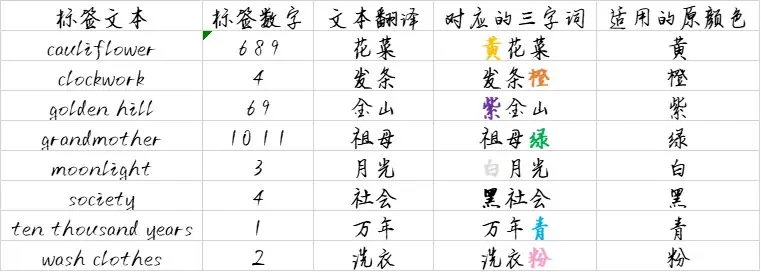 标签文本 标签数字 文本翻译 对应的三字词 适用的原颜色
cauliflower 689 花菜 黄花菜 黄
clockwork 4 发条 发条橙 橙
golden hill 69 金山 紫金山 紫
grandmother 1011 祖母 祖母绿 绿
moonlight 3 月光 白月光 白
society 4 社会 黑社会 黑
ten thousand years 1 万年 万年青 青
wash clothes 2 洗衣 洗衣粉 粉